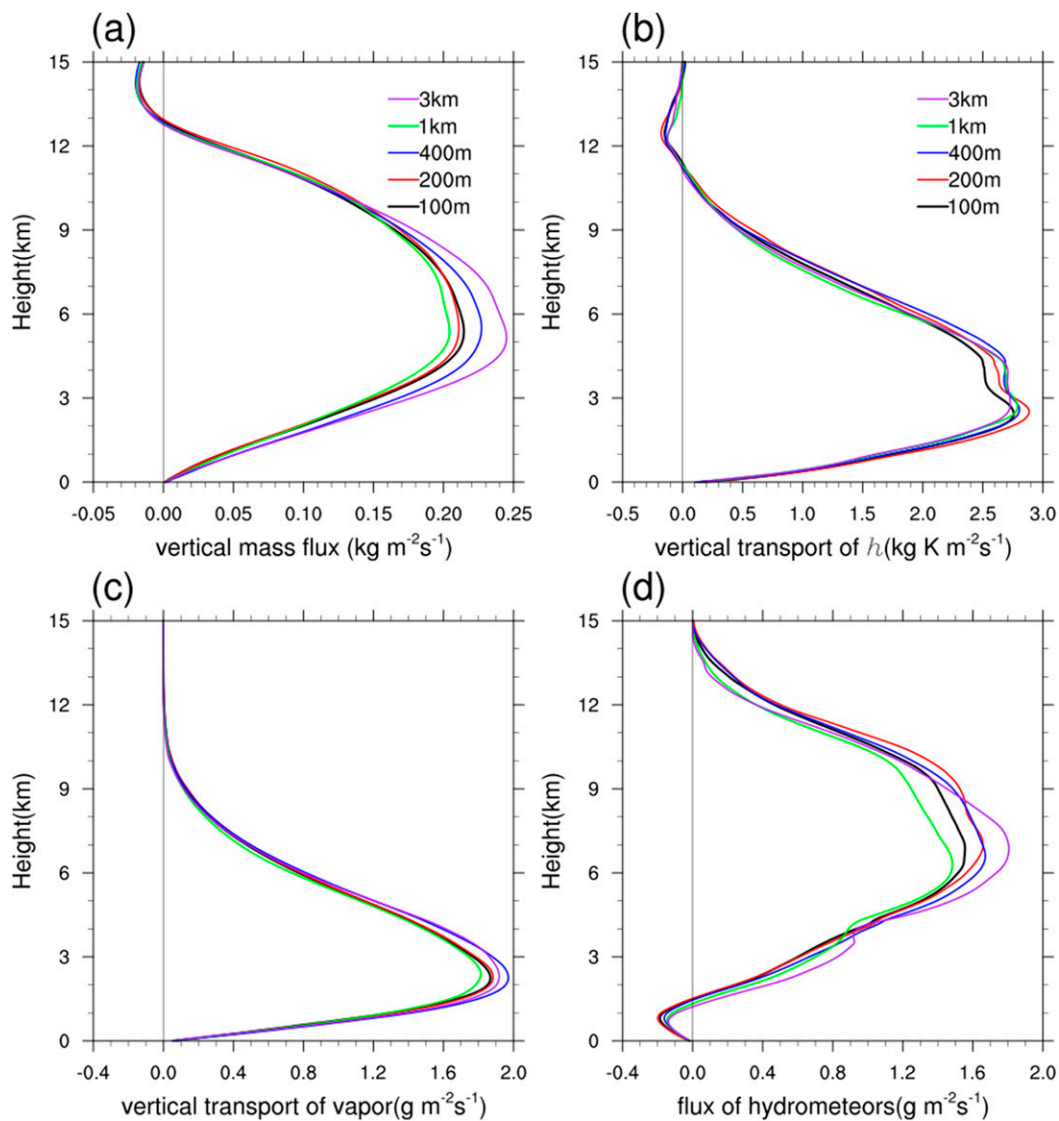 (a)
15
12
9
6
3
0
Height(km)
3km
1km
400m
200m
100m
-0.05 0.00 0.05 0.10 0.15 0.20 0.25
vertical mass flux (kg m-2s-1)
(b)
15
12
9
6
3
0
Height(km)
3km
1km
400m
200m
100m
-0.5 0.0 0.5 1.0 1.5 2.0 2.5 3.0
vertical transport of h(kg K m-2s-1)
(c)
15
12
9
6
3
0
Height(km)
-0.4 0.0 0.4 0.8 1.2 1.6 2.0
vertical transport of vapor(g m-2s-1)
(d)
15
12
9
6
3
0
Height(km)
-0.4 0.0 0.4 0.8 1.2 1.6 2.0
flux of hydrometeors(g m-2s-1)